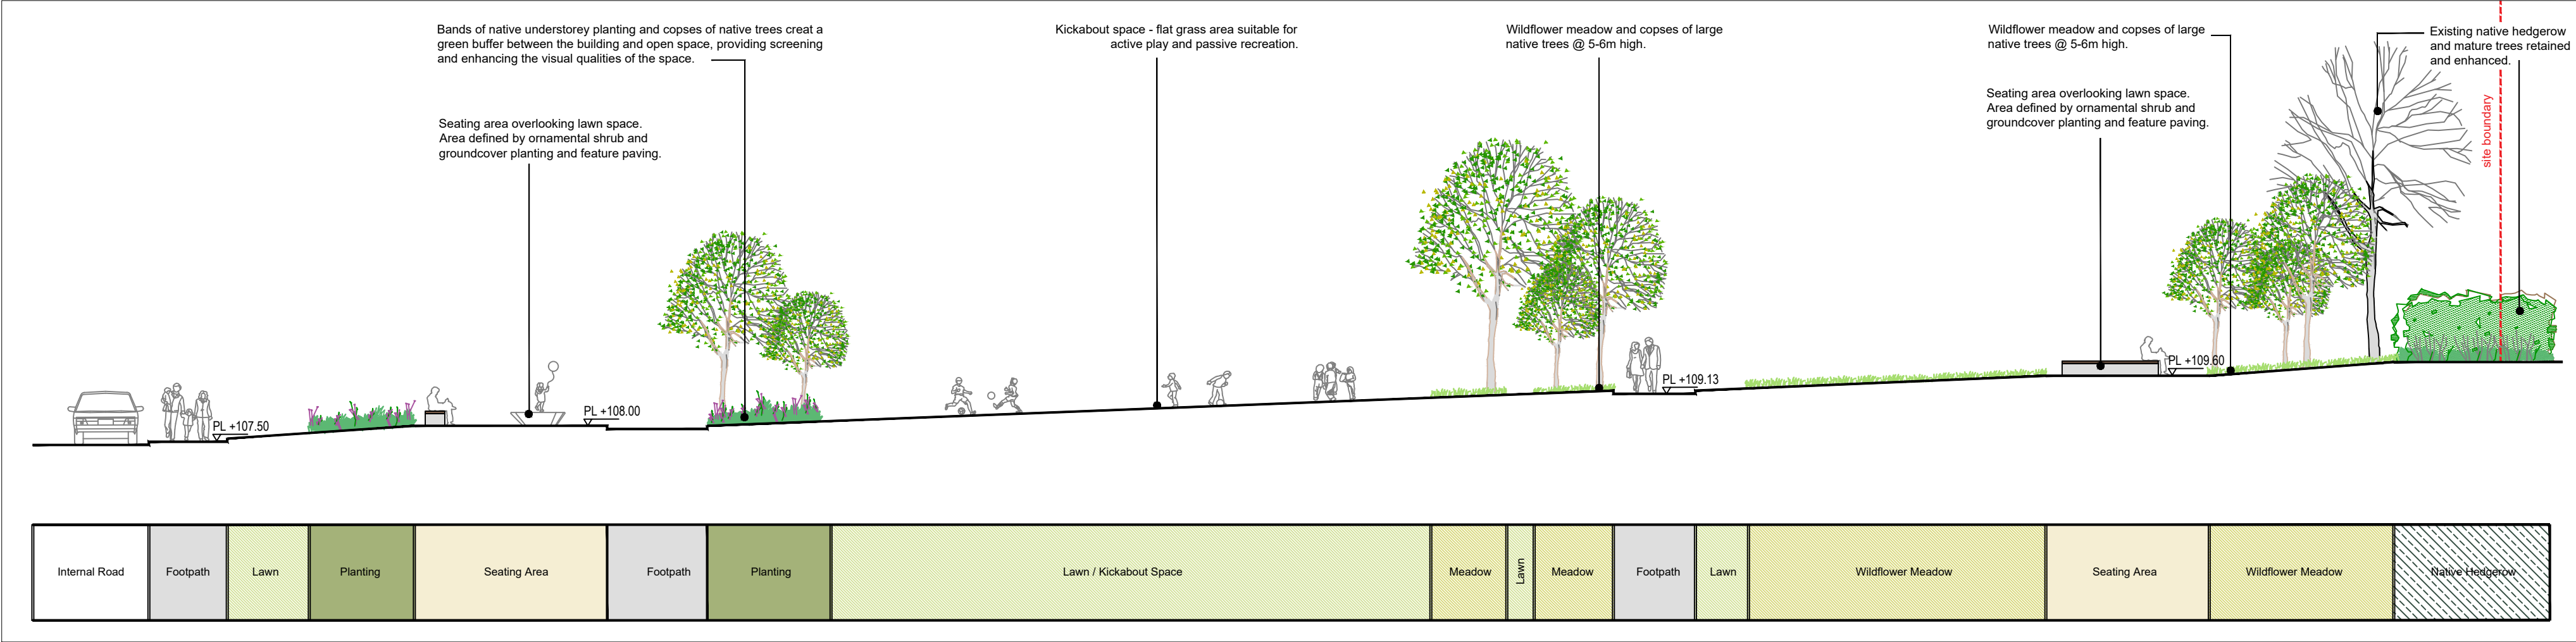 Bands of native understorey planting and copses of native trees creat a
green buffer between the building and open space, providing screening
and enhancing the visual qualities of the space.
Seating area overlooking lawn space.
Area defined by ornamental shrub and
groundcover planting and feature paving.
Kickabout space - flat grass area suitable for
active play and passive recreation.
Wildflower meadow and copses of large
native trees @ 5-6m high.
Wildflower meadow and copses of large
native trees @ 5-6m high.
Seating area overlooking lawn space.
Area defined by ornamental shrub and
groundcover planting and feature paving.
Existing native hedgerow
and mature trees retained
and enhanced.
site boundary
PL +107.50
PL +108.00
PL +109.13
PL +109.60
Internal Road
Footpath
Lawn
Planting
Seating Area
Footpath
Planting
Lawn / Kickabout Space
Meadow
Lawn
Meadow
Footpath
Lawn
Wildflower Meadow
Seating Area
Wildflower Meadow
Native Hedgerow